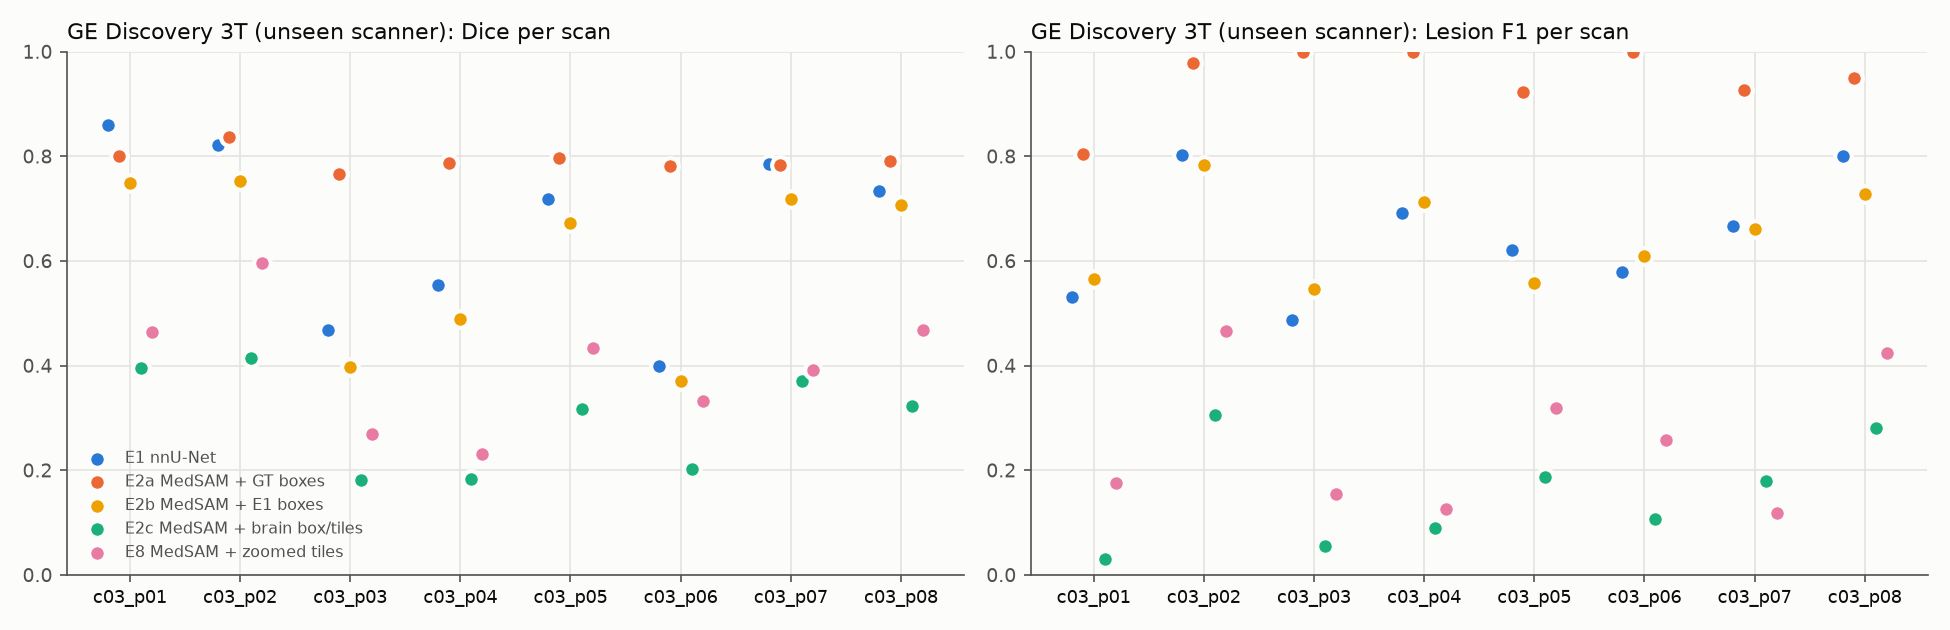 GE Discovery 3T (unseen scanner): Dice per scan
1.0
0.8
0.6
0.4
0.2
0.0
E1 nnU-Net
E2a MedSAM + GT boxes
E2b MedSAM + E1 boxes
E2c MedSAM + brain box/tiles
E8 MedSAM + zoomed tiles
c03_p01 c03_p02 c03_p03 c03_p04 c03_p05 c03_p06 c03_p07 c03_p08
GE Discovery 3T (unseen scanner): Lesion F1 per scan
1.0
0.8
0.6
0.4
0.2
0.0
c03_p01 c03_p02 c03_p03 c03_p04 c03_p05 c03_p06 c03_p07 c03_p08